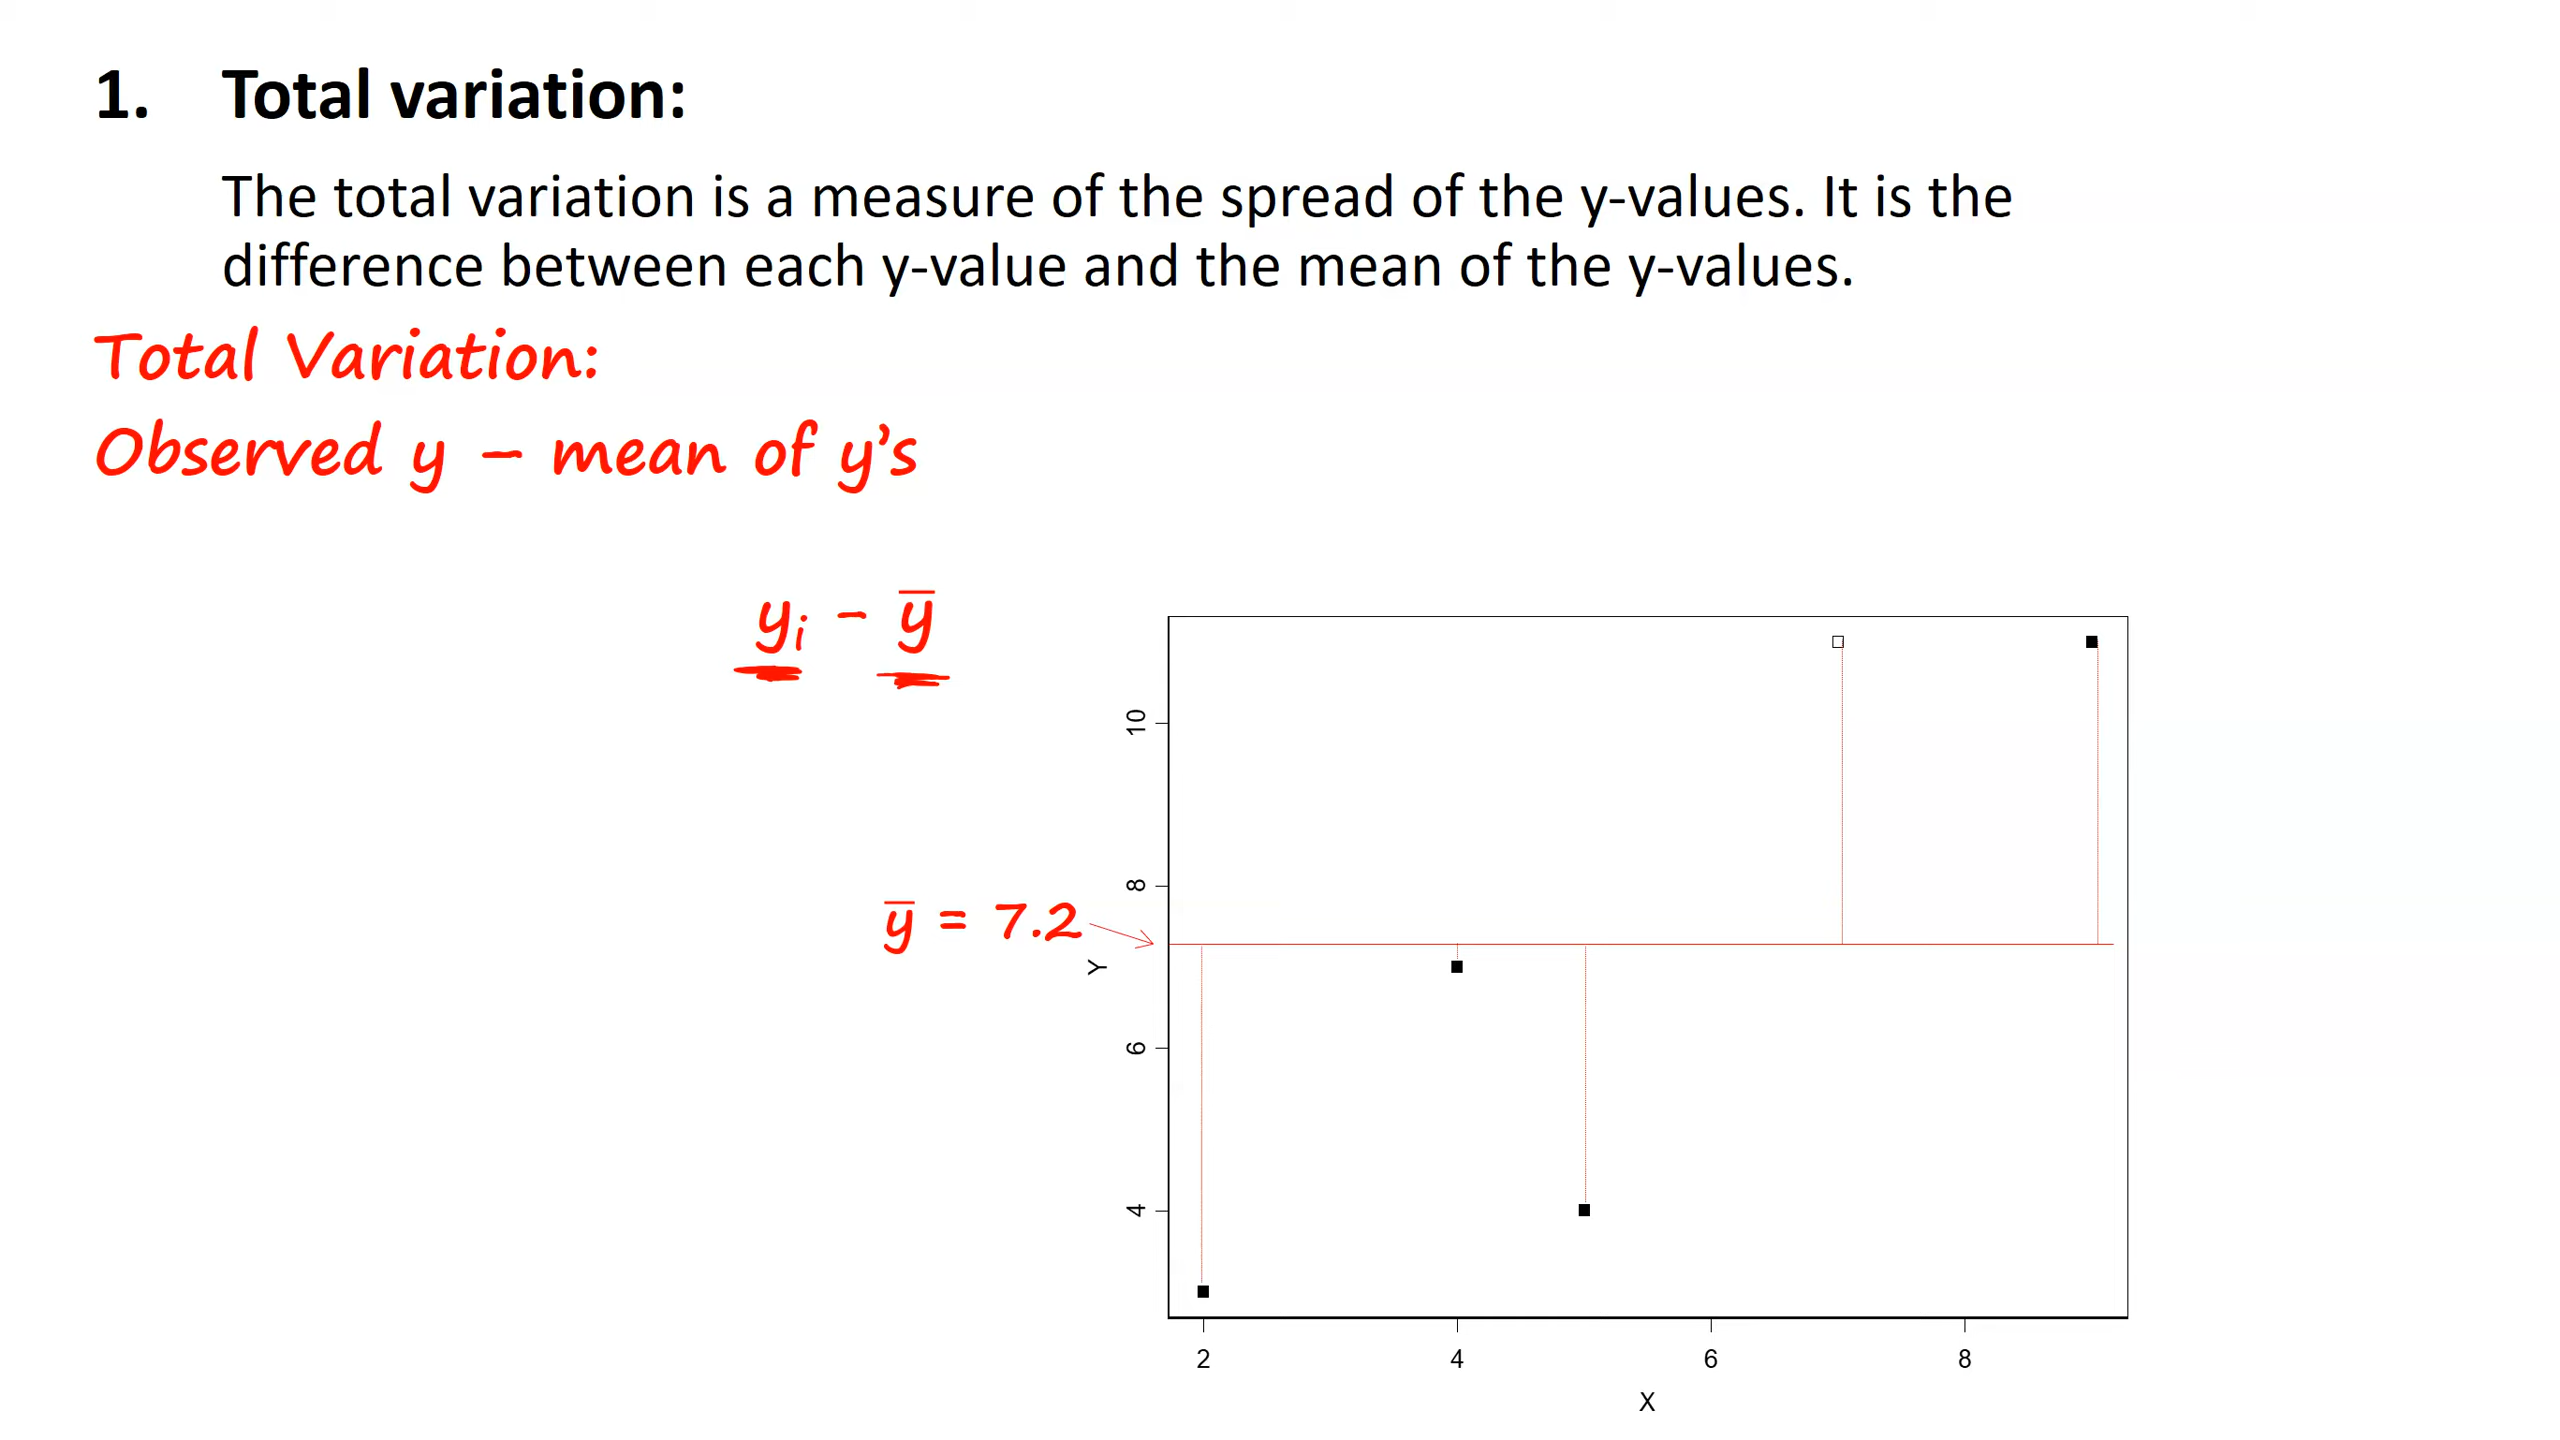 1. Total variation:
The total variation is a measure of the spread of the y-values. It is the
difference between each y-value and the mean of the y-values.
Total Variation:
Observed y – mean of y’s
yᵢ - y̅
y̅ = 7.2
10
8
6
4
Y
2 4 6 8
X